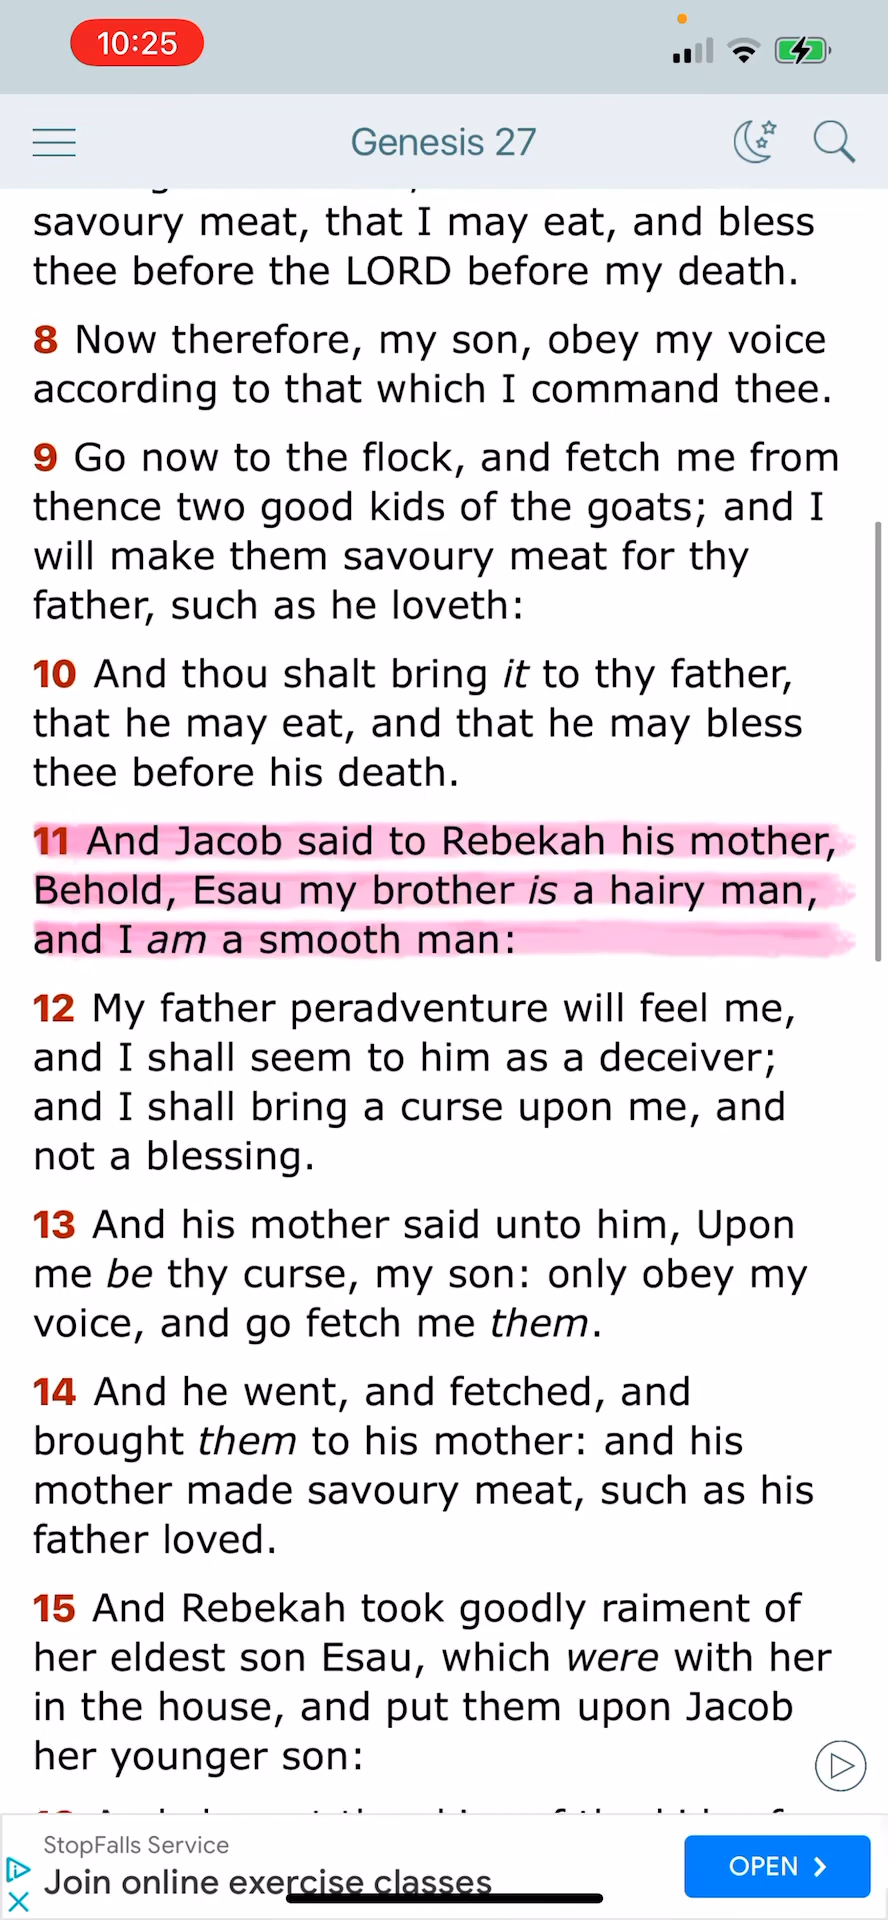 10:25
Genesis 27
savoury meat, that I may eat, and bless
thee before the LORD before my death.
8 Now therefore, my son, obey my voice
according to that which I command thee.
9 Go now to the flock, and fetch me from
thence two good kids of the goats; and I
will make them savoury meat for thy
father, such as he loveth:
10 And thou shalt bring it to thy father,
that he may eat, and that he may bless
thee before his death.
11 And Jacob said to Rebekah his mother,
Behold, Esau my brother is a hairy man,
and I am a smooth man:
12 My father peradventure will feel me,
and I shall seem to him as a deceiver;
and I shall bring a curse upon me, and
not a blessing.
13 And his mother said unto him, Upon
me be thy curse, my son: only obey my
voice, and go fetch me them.
14 And he went, and fetched, and
brought them to his mother: and his
mother made savoury meat, such as his
father loved.
15 And Rebekah took goodly raiment of
her eldest son Esau, which were with her
in the house, and put them upon Jacob
her younger son:
StopFalls Service
Join online exercise classes
OPEN